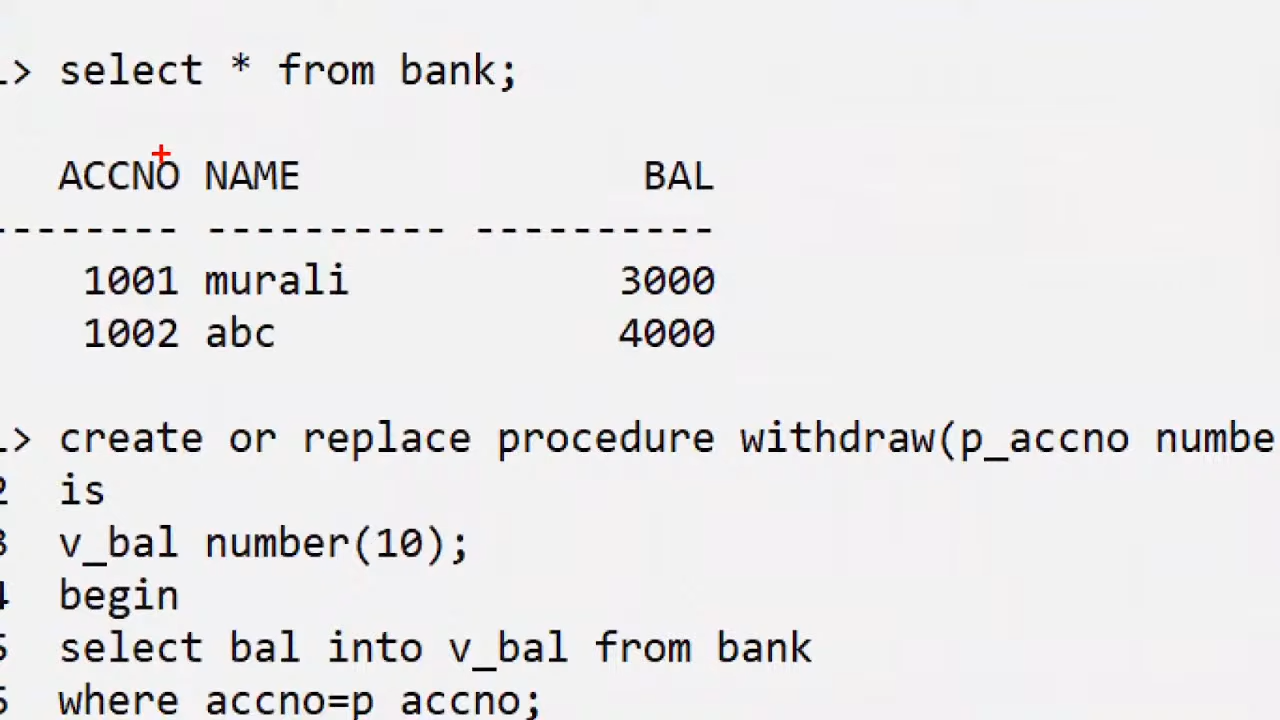 > select * from bank;
ACCNO NAME BAL
-------- ---------- ----------
1001 murali 3000
1002 abc 4000
> create or replace procedure withdraw(p_accno numbe
2 is
3 v_bal number(10);
4 begin
5 select bal into v_bal from bank
6 where accno=p_accno;